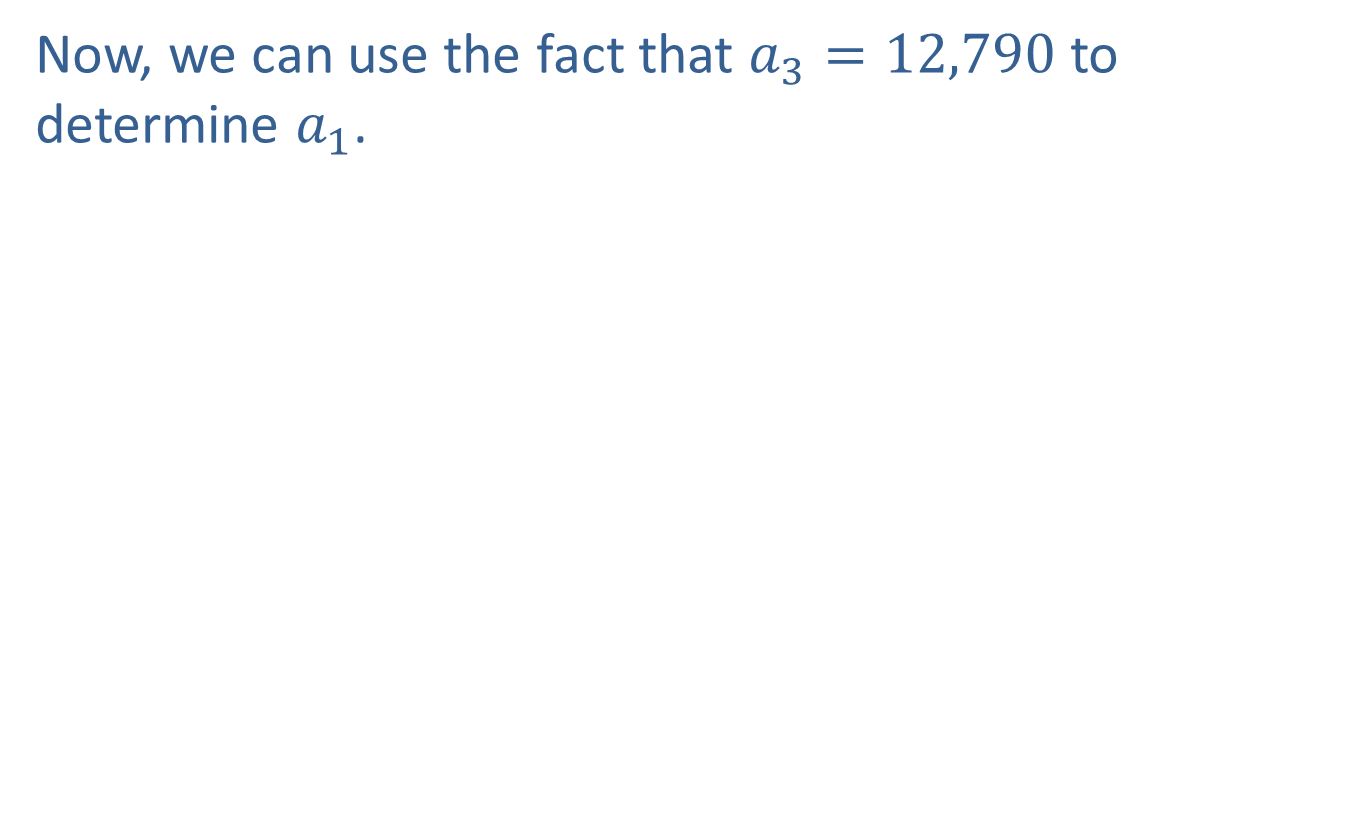 Now, we can use the fact that a₃ = 12,790 to
determine a₁.